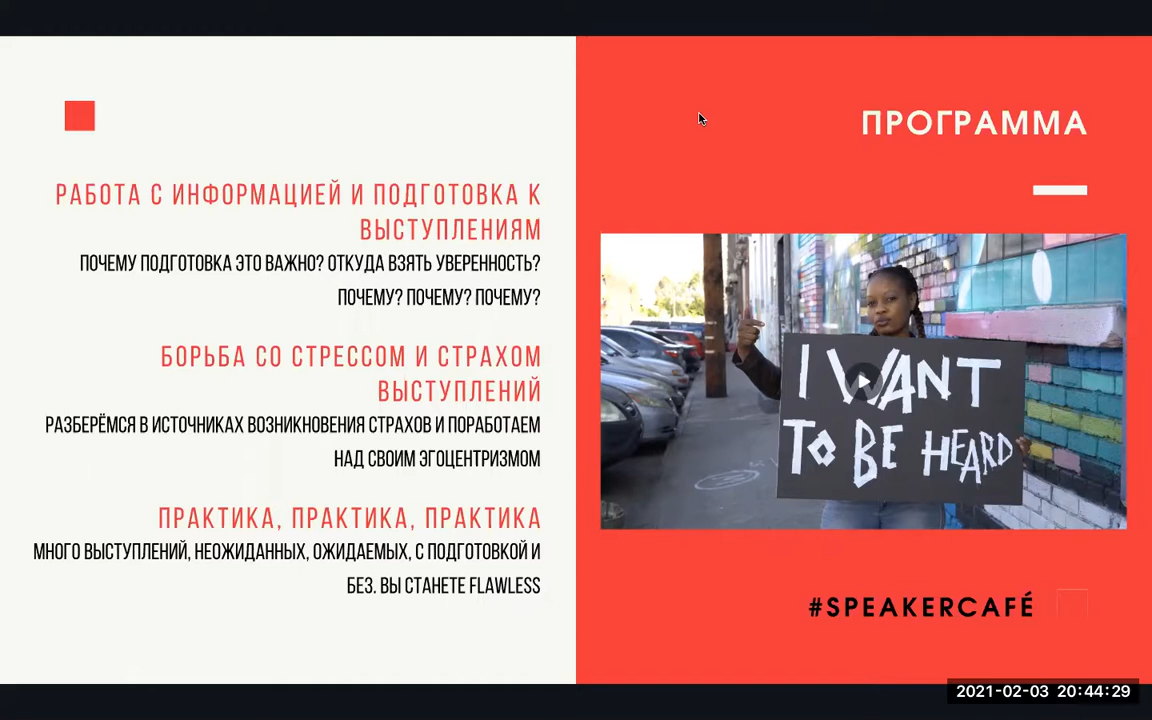 РАБОТА С ИНФОРМАЦИЕЙ И ПОДГОТОВКА К
ВЫСТУПЛЕНИЯМ
ПОЧЕМУ ПОДГОТОВКА ЭТО ВАЖНО? ОТКУДА ВЗЯТЬ УВЕРЕННОСТЬ?
ПОЧЕМУ? ПОЧЕМУ? ПОЧЕМУ?
БОРЬБА СО СТРЕССОМ И СТРАХОМ
ВЫСТУПЛЕНИЙ
РАЗБЕРЁМСЯ В ИСТОЧНИКАХ ВОЗНИКНОВЕНИЯ СТРАХОВ И ПОРАБОТАЕМ
НАД СВОИМ ЭГОЦЕНТРИЗМОМ
ПРАКТИКА, ПРАКТИКА, ПРАКТИКА
МНОГО ВЫСТУПЛЕНИЙ, НЕОЖИДАННЫХ, ОЖИДАЕМЫХ, С ПОДГОТОВКОЙ И
БЕЗ. ВЫ СТАНЕТЕ FLAWLESS
ПРОГРАММА
I WANT
TO BE HEARD
#SPEAKERCAFÉ
2021-02-03 20:44:29